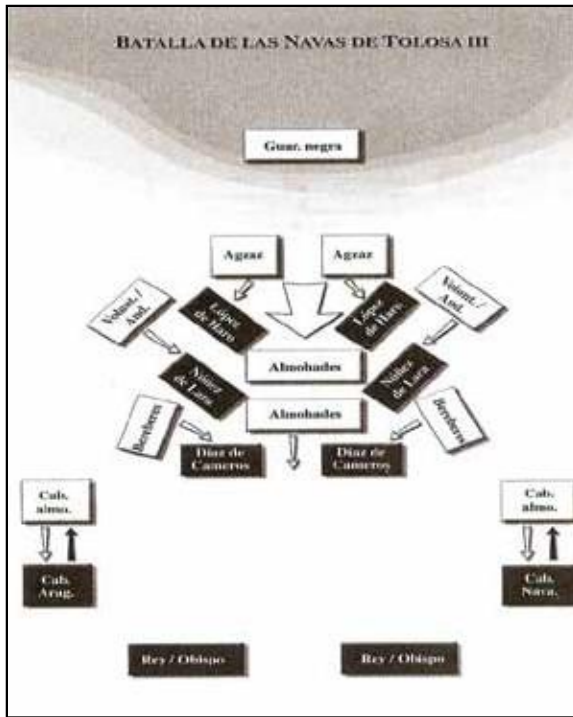 BATALLA DE LAS NAVAS DE TOLOSA III
Guar. negra
Agzaz
Agzaz
Volunt. /
And.
López
de Haro
López
de Haro
Volunt. /
And.
Almohades
Núñez
de Lara
Núñez
de Lara
Almohades
Bereberes
Bereberes
Díaz de
Cameros
Díaz de
Cameros
Cab.
almo.
Cab.
almo.
Cab.
Arag.
Cab.
Nava.
Rey / Obispo
Rey / Obispo